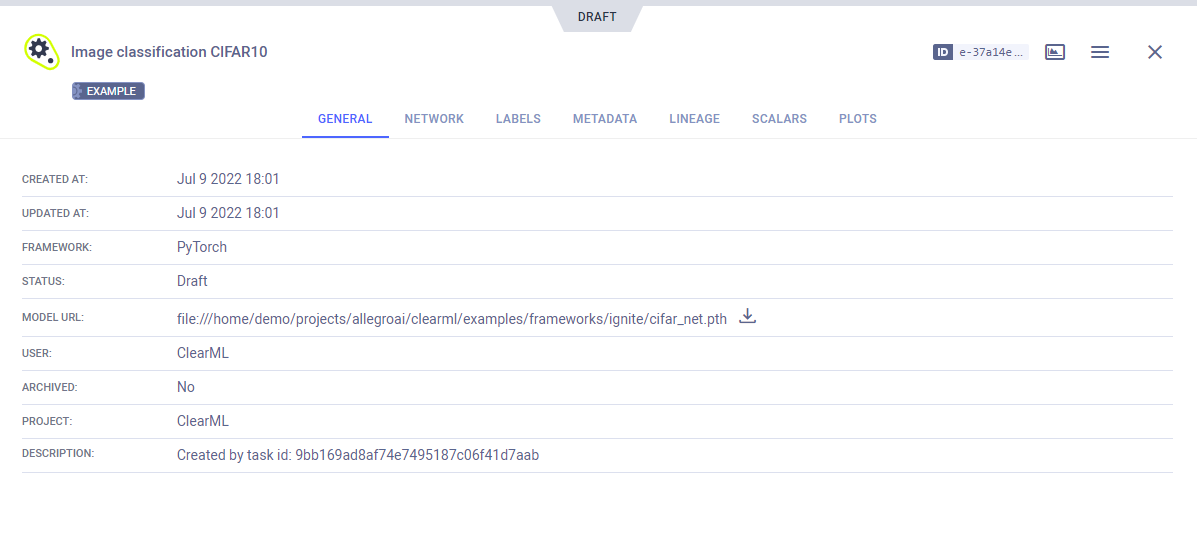 DRAFT
Image classification CIFAR10
ID e-37a14e...
EXAMPLE
GENERAL NETWORK LABELS METADATA LINEAGE SCALARS PLOTS
CREATED AT: Jul 9 2022 18:01
UPDATED AT: Jul 9 2022 18:01
FRAMEWORK: PyTorch
STATUS: Draft
MODEL URL: file:///home/demo/projects/allegroai/clearml/examples/frameworks/ignite/cifar_net.pth
USER: ClearML
ARCHIVED: No
PROJECT: ClearML
DESCRIPTION: Created by task id: 9bb169ad8af74e7495187c06f41d7aab